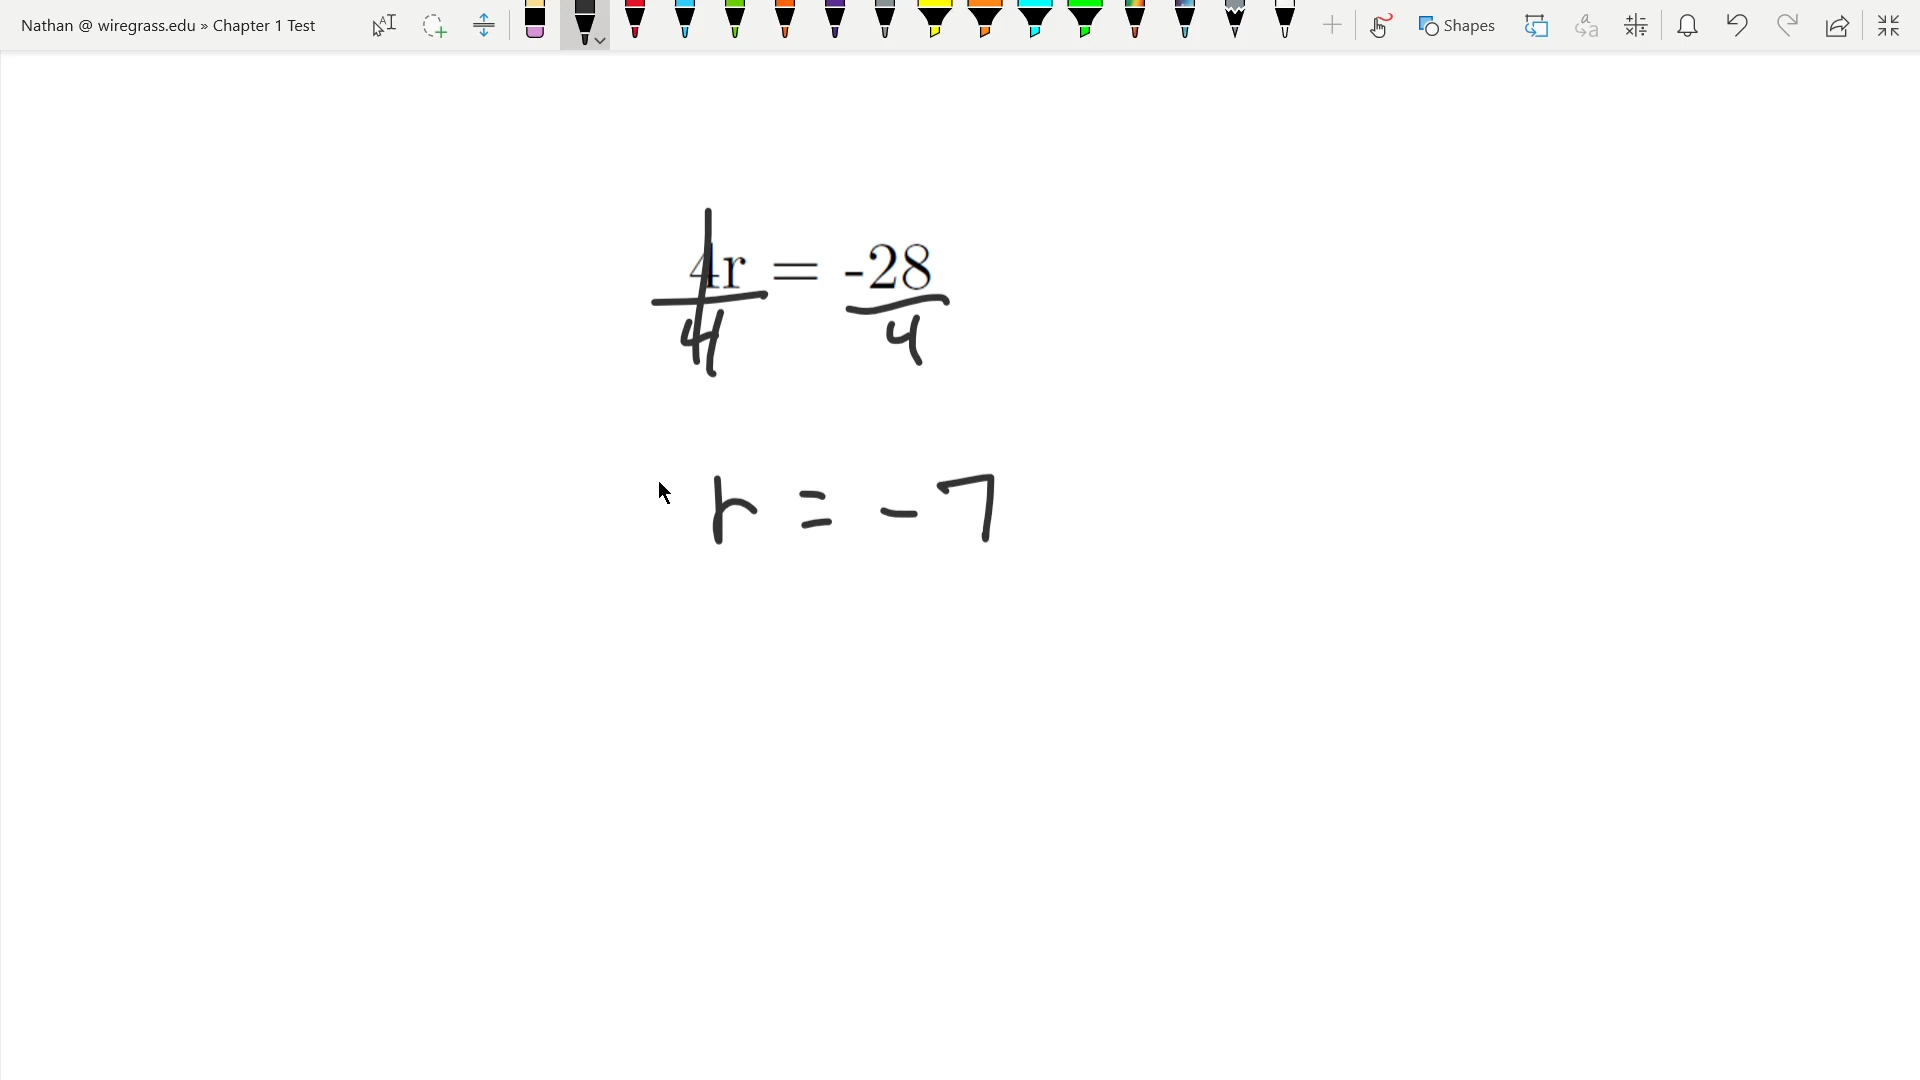 Nathan @ wiregrass.edu » Chapter 1 Test
Shapes
4r = -28
4 4
r = -7